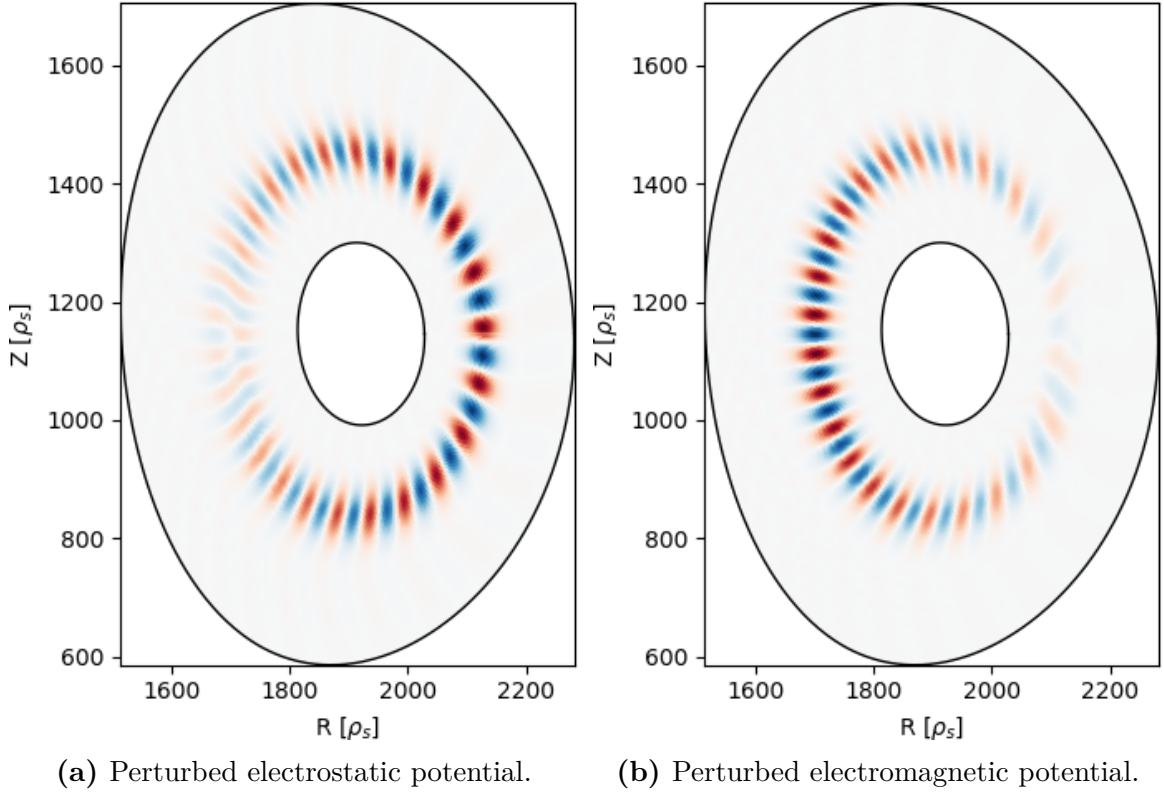 1600
1400
1200
1000
800
600
Z [ρₛ]
1600 1800 2000 2200
R [ρₛ]
(a) Perturbed electrostatic potential.
1600
1400
1200
1000
800
600
Z [ρₛ]
1600 1800 2000 2200
R [ρₛ]
(b) Perturbed electromagnetic potential.